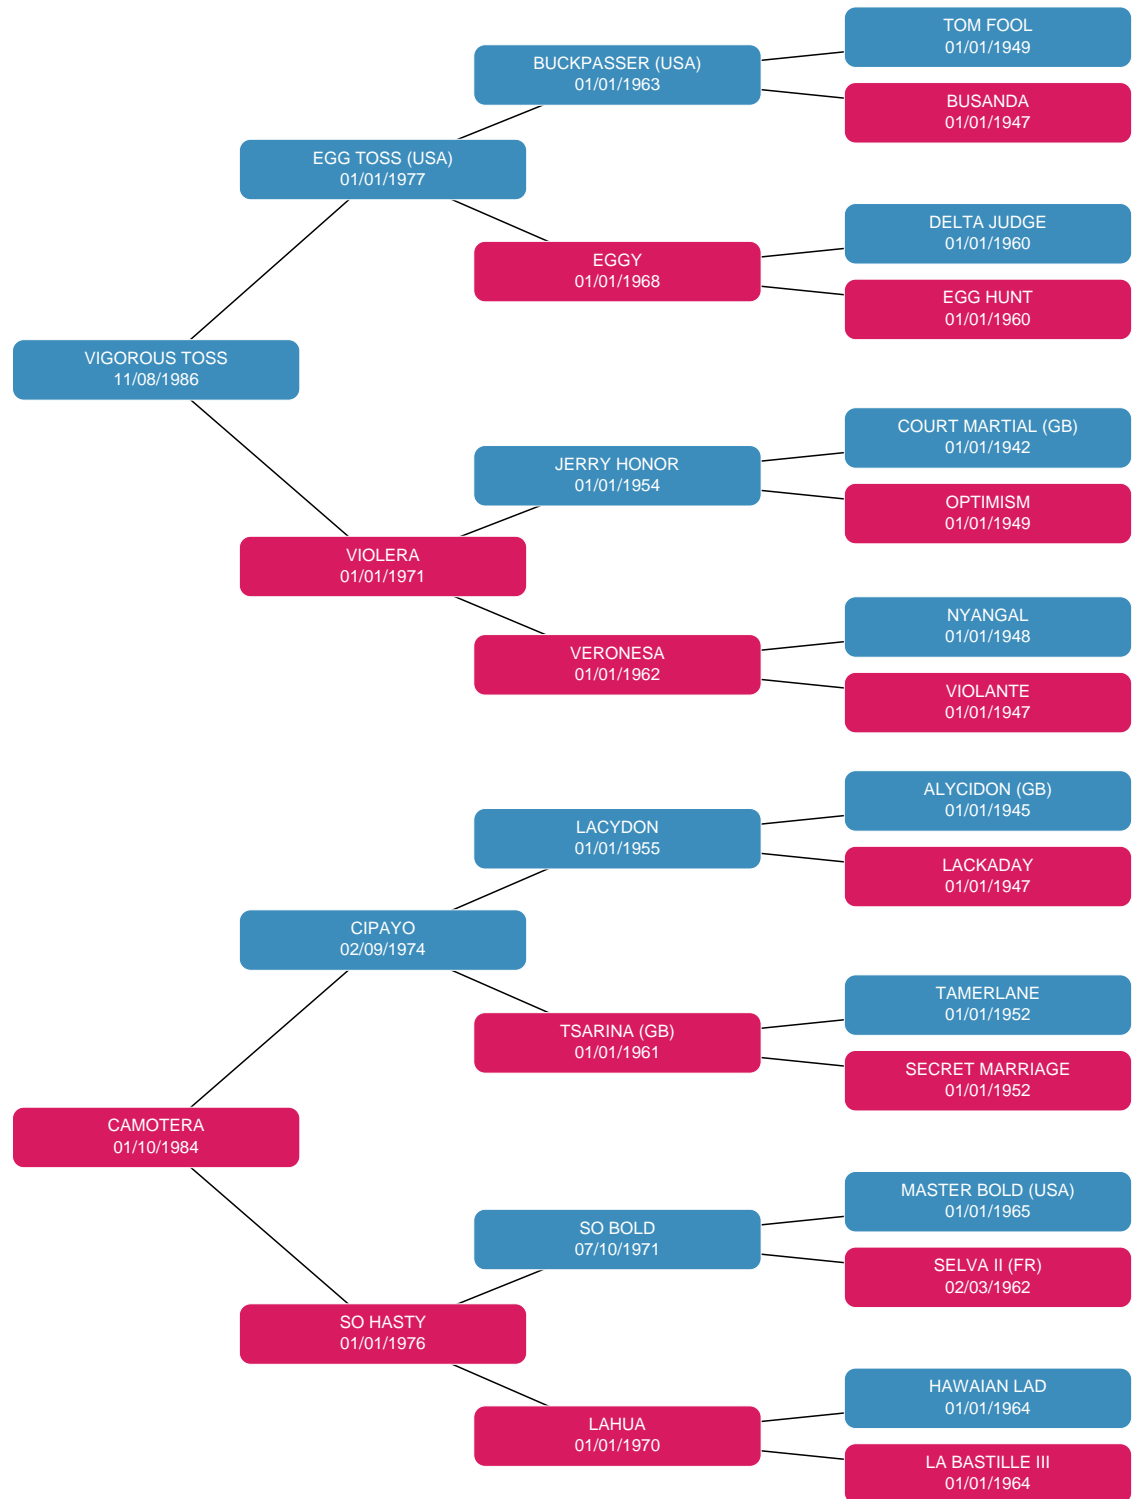 TOM FOOL
01/01/1949
BUCKPASSER (USA)
01/01/1963
BUSANDA
01/01/1947
EGG TOSS (USA)
01/01/1977
DELTA JUDGE
01/01/1960
EGGY
01/01/1968
EGG HUNT
01/01/1960
VIGOROUS TOSS
11/08/1986
COURT MARTIAL (GB)
01/01/1942
JERRY HONOR
01/01/1954
OPTIMISM
01/01/1949
VIOLERA
01/01/1971
NYANGAL
01/01/1948
VERONESA
01/01/1962
VIOLANTE
01/01/1947
ALYCIDON (GB)
01/01/1945
LACYDON
01/01/1955
LACKADAY
01/01/1947
CIPAYO
02/09/1974
TAMERLANE
01/01/1952
TSARINA (GB)
01/01/1961
SECRET MARRIAGE
01/01/1952
CAMOTERA
01/10/1984
MASTER BOLD (USA)
01/01/1965
SO BOLD
07/10/1971
SELVA II (FR)
02/03/1962
SO HASTY
01/01/1976
HAWAIAN LAD
01/01/1964
LAHUA
01/01/1970
LA BASTILLE III
01/01/1964